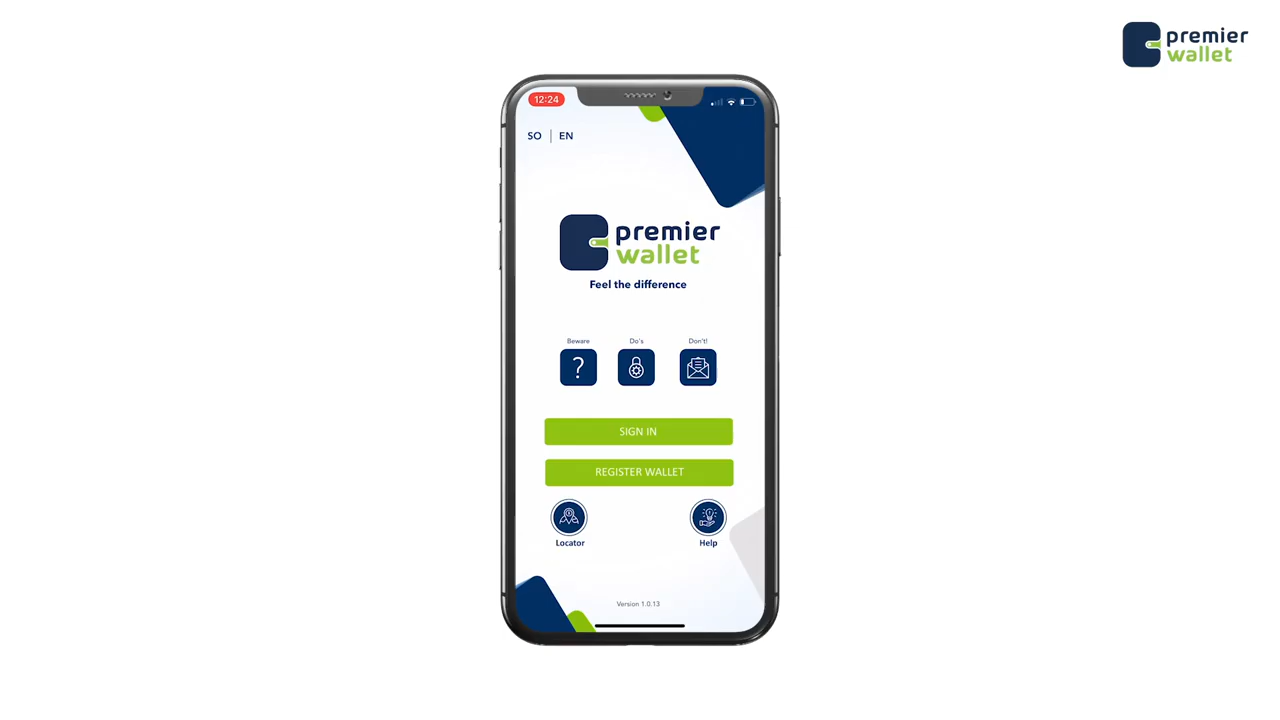 premier
wallet
12:24
SO | EN
premier
wallet
Feel the difference
Beware
Do's
Don't!
SIGN IN
REGISTER WALLET
Locator
Help
Version 1.0.13